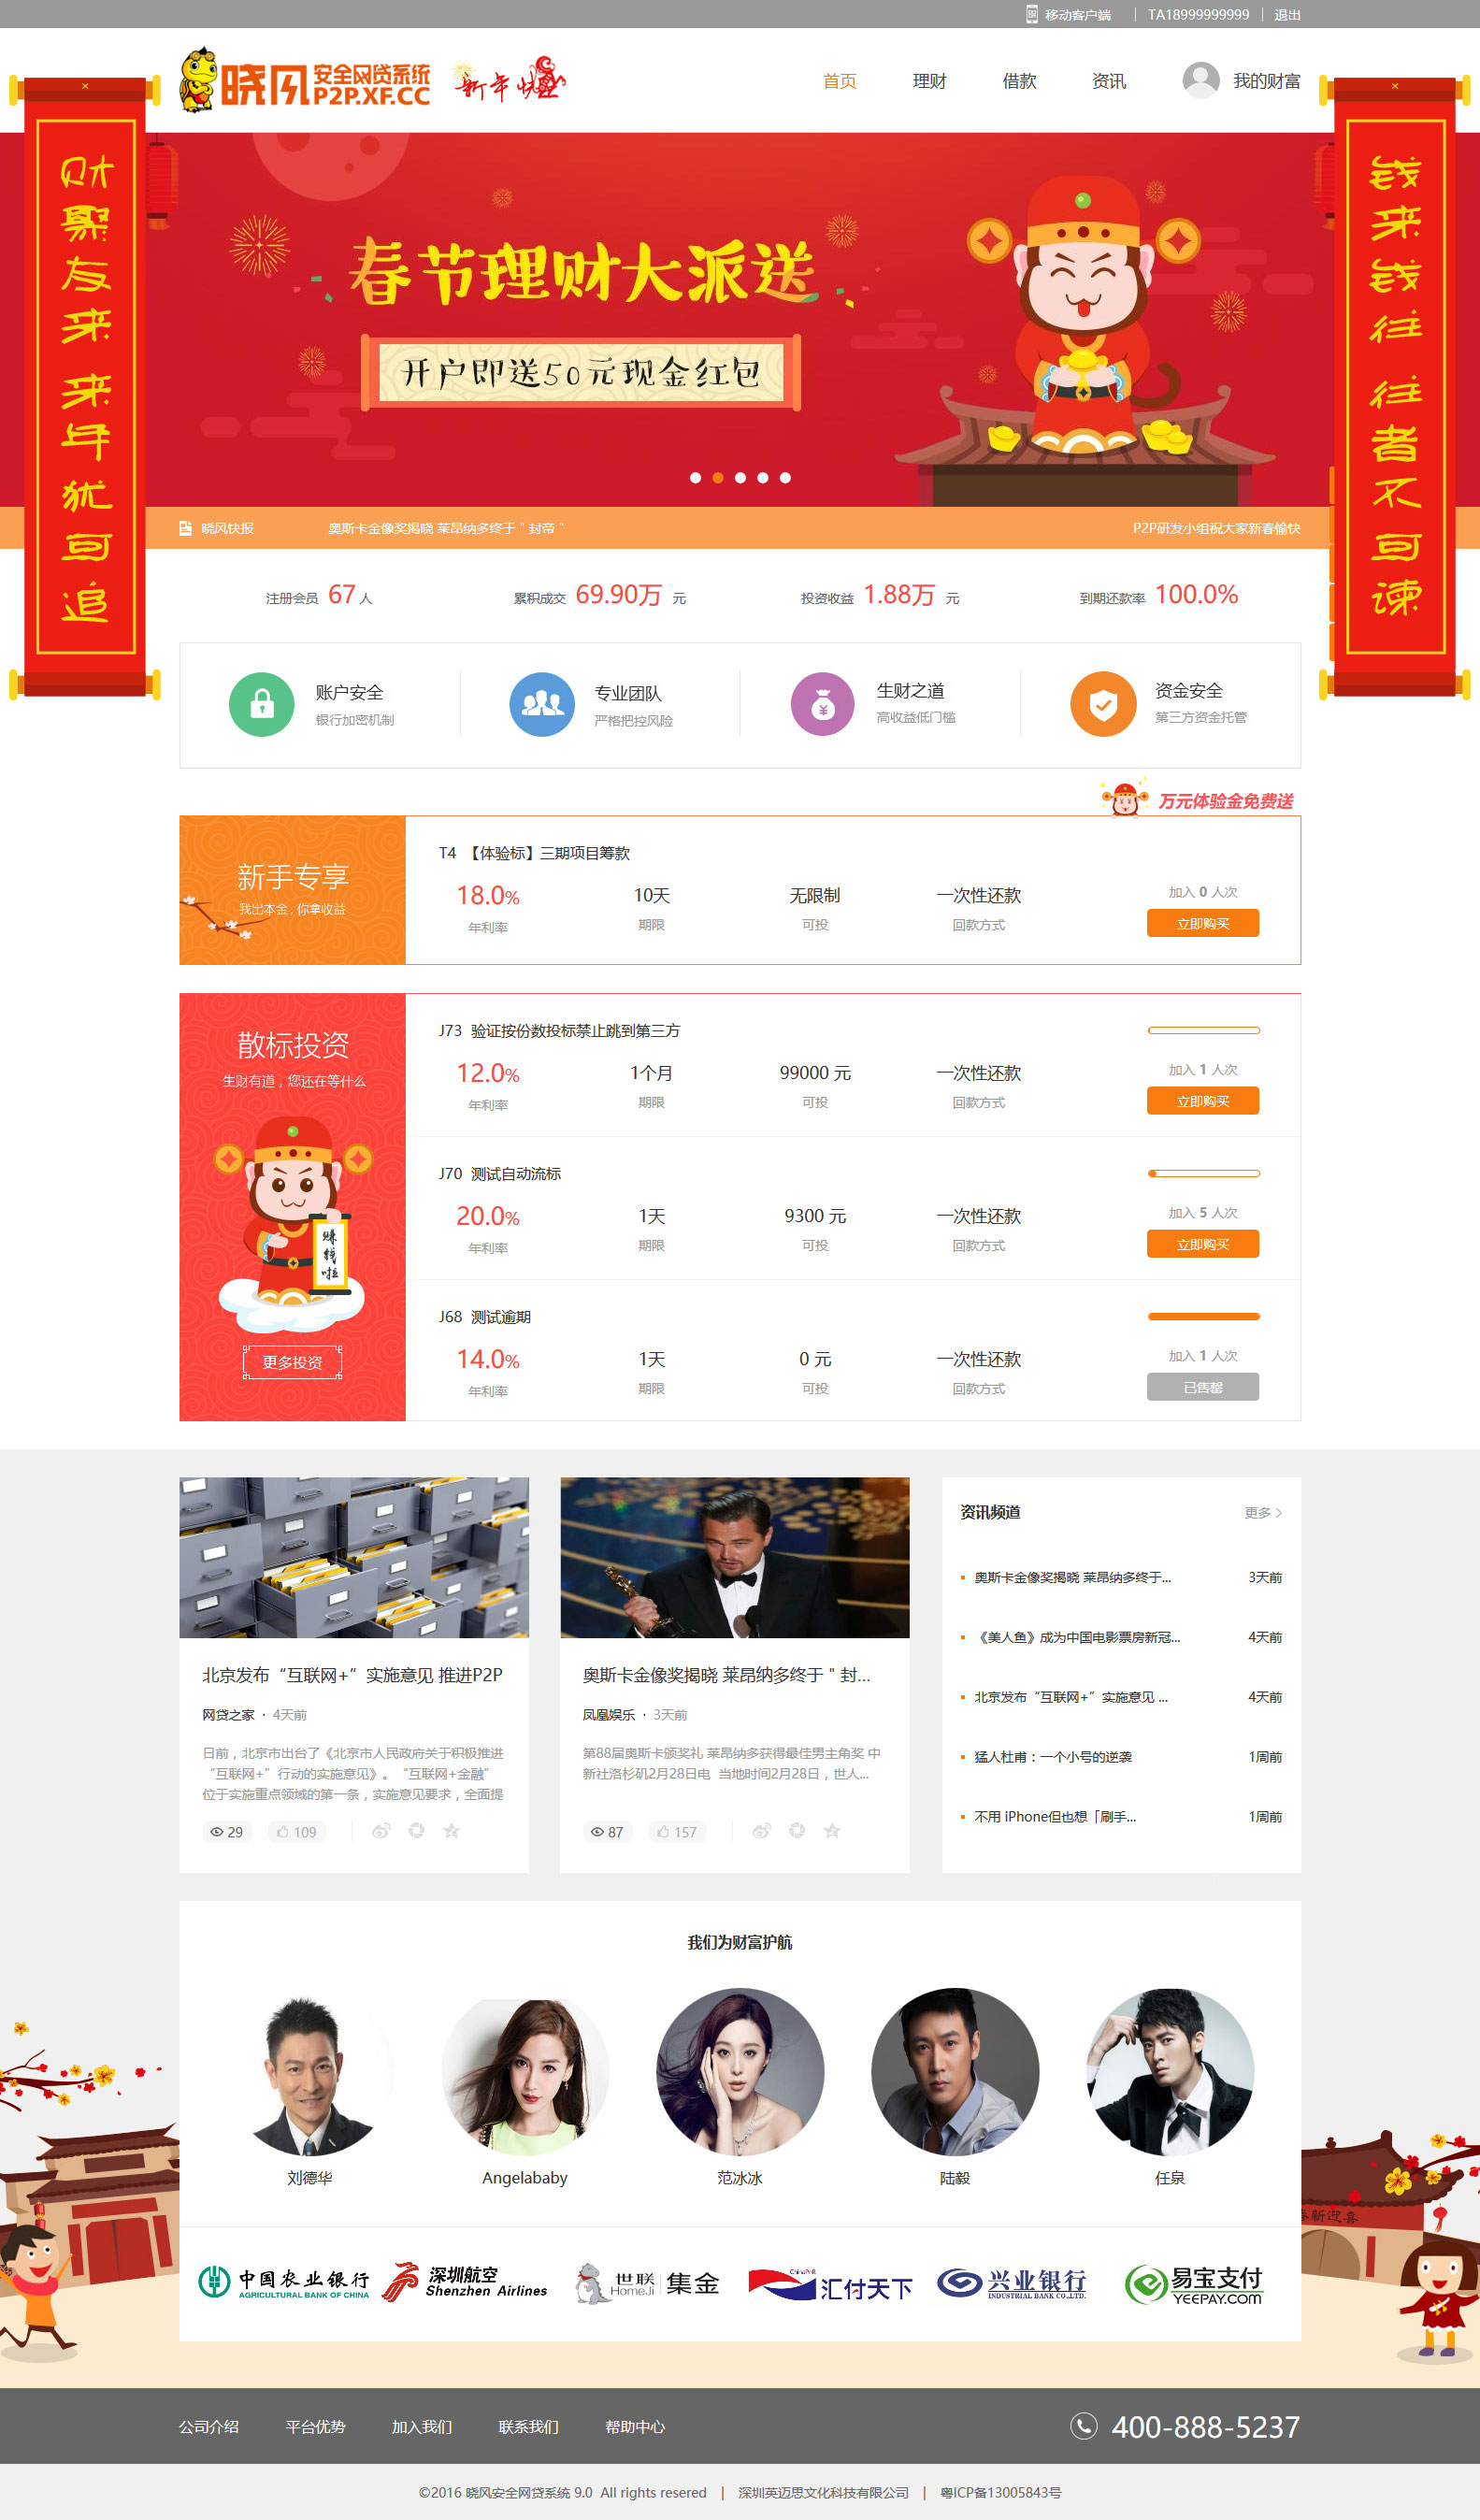 移动客户端 | TA18999999999 | 退出
晓风安全网贷系统
P2P.XF.CC
新年快
首页 理财 借款 资讯 我的财富
财聚友来 来年犹可追
钱来钱往 往者不可谏
春节理财大派送
开户即送50元现金红包
晓风快报 奥斯卡金像奖揭晓 莱昂纳多终于＂封帝＂ P2P研发小组祝大家新春愉快
注册会员 67 人 累积成交 69.90万 元 投资收益 1.88万 元 到期还款率 100.0%
账户安全
银行加密机制
专业团队
严格把控风险
生财之道
高收益低门槛
资金安全
第三方资金托管
万元体验金免费送
新手专享
我出本金，你拿收益
T4 【体验标】三期项目筹款
18.0% 10天 无限制 一次性还款 加入 0 人次
年利率 期限 可投 回款方式 立即购买
散标投资
生财有道，您还在等什么
赚钱啦
更多投资
J73 验证按份数投标禁止跳到第三方
12.0% 1个月 99000 元 一次性还款 加入 1 人次
年利率 期限 可投 回款方式 立即购买
J70 测试自动流标
20.0% 1天 9300 元 一次性还款 加入 5 人次
年利率 期限 可投 回款方式 立即购买
J68 测试逾期
14.0% 1天 0 元 一次性还款 加入 1 人次
年利率 期限 可投 回款方式 已售罄
北京发布“互联网+”实施意见 推进P2P
网贷之家 · 4天前
日前，北京市出台了《北京市人民政府关于积极推进
“互联网+”行动的实施意见》。 “互联网+金融”
位于实施重点领域的第一条，实施意见要求，全面提
29 109
奥斯卡金像奖揭晓 莱昂纳多终于＂封...
凤凰娱乐 · 3天前
第88届奥斯卡颁奖礼 莱昂纳多获得最佳男主角奖 中
新社洛杉矶2月28日电 当地时间2月28日，世人...
87 157
资讯频道 更多
奥斯卡金像奖揭晓 莱昂纳多终于... 3天前
《美人鱼》成为中国电影票房新冠... 4天前
北京发布“互联网+”实施意见 ... 4天前
猛人杜甫：一个小号的逆袭 1周前
不用 iPhone但也想「刷手... 1周前
我们为财富护航
刘德华 Angelababy 范冰冰 陆毅 任泉
春新迎喜
中国农业银行
AGRICULTURAL BANK OF CHINA
深圳航空
Shenzhen Airlines
世联
HomeJi
集金
ChinaPnR
汇付天下
兴业银行
INDUSTRIAL BANK CO.,LTD.
易宝支付
YEEPAY.COM
公司介绍 平台优势 加入我们 联系我们 帮助中心 400-888-5237
©2016 晓风安全网贷系统 9.0 All rights resered | 深圳英迈思文化科技有限公司 | 粤ICP备13005843号